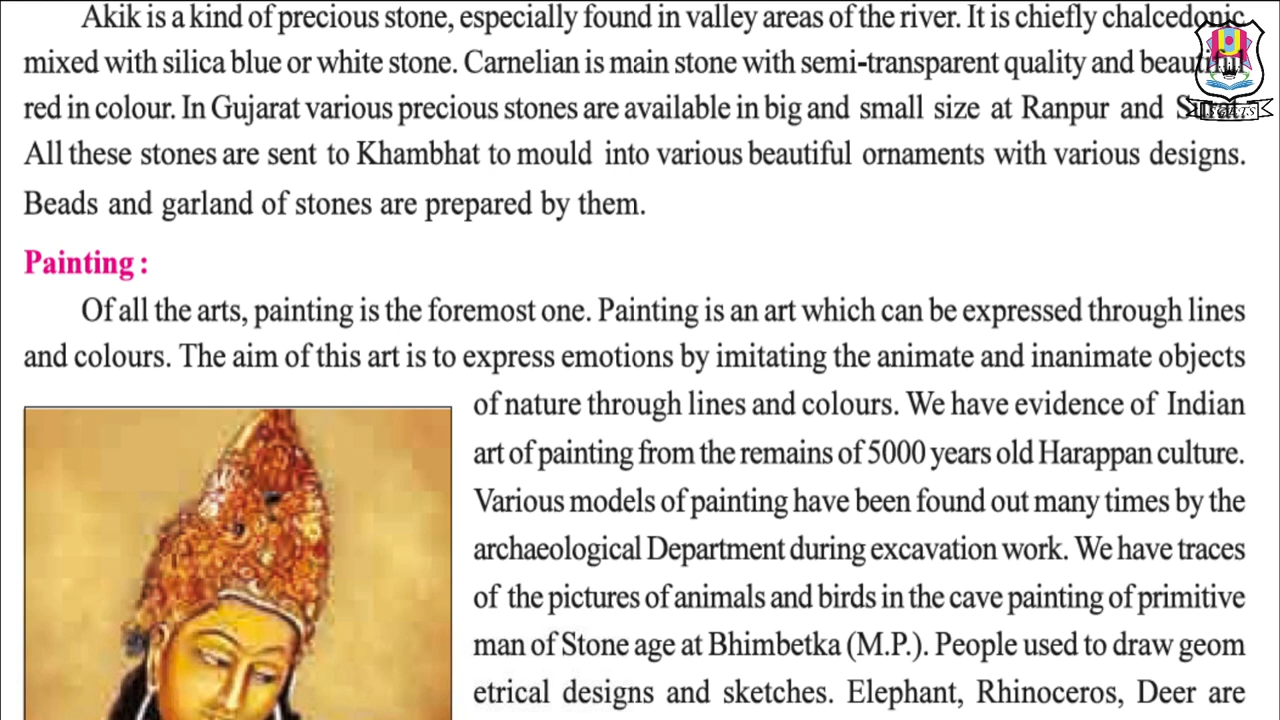 Akik is a kind of precious stone, especially found in valley areas of the river. It is chiefly chalcedonic
mixed with silica blue or white stone. Carnelian is main stone with semi-transparent quality and
red in colour. In Gujarat various precious stones are available in big and small size at Ranpur and
All these stones are sent to Khambhat to mould into various beautiful ornaments with various designs.
Beads and garland of stones are prepared by them.
Painting :
Of all the arts, painting is the foremost one. Painting is an art which can be expressed through lines
and colours. The aim of this art is to express emotions by imitating the animate and inanimate objects
of nature through lines and colours. We have evidence of Indian
art of painting from the remains of 5000 years old Harappan culture.
Various models of painting have been found out many times by the
archaeological Department during excavation work. We have traces
of the pictures of animals and birds in the cave painting of primitive
man of Stone age at Bhimbetka (M.P.). People used to draw geom
etrical designs and sketches. Elephant, Rhinoceros, Deer are